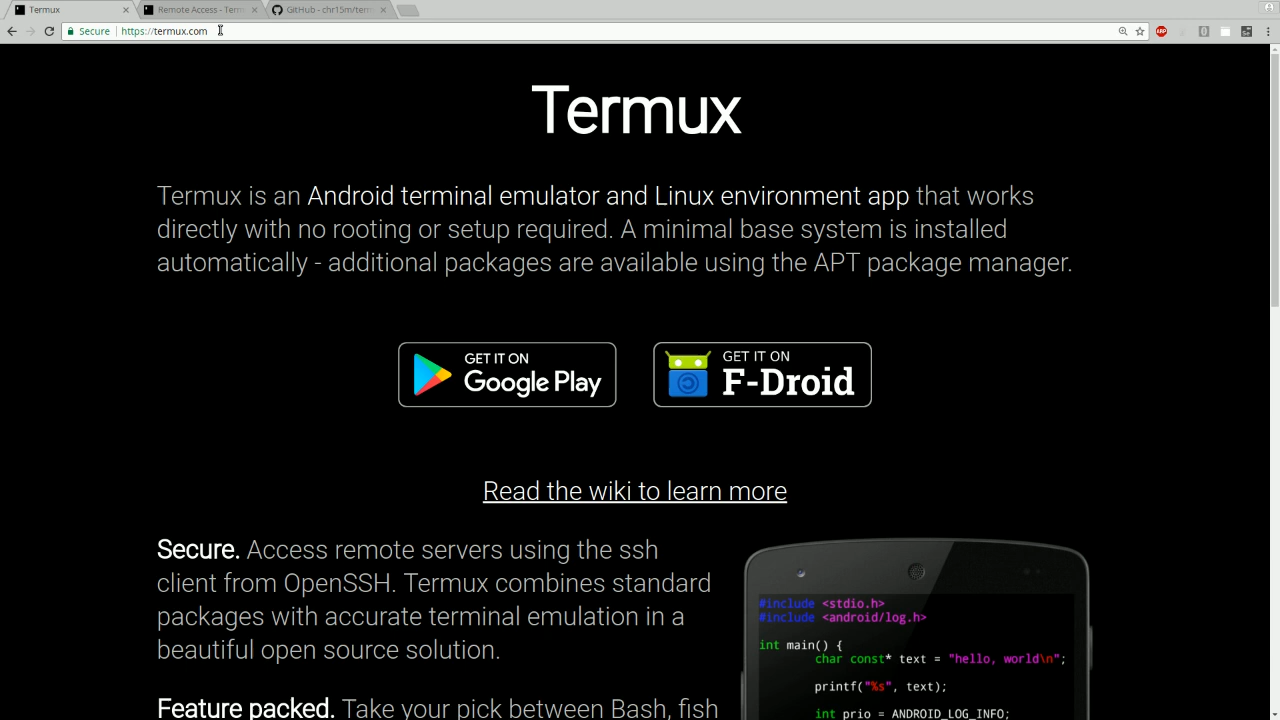 Termux
Remote Access - Term
GitHub - chr15m/term
Secure
https://termux.com
Termux
Termux is an Android terminal emulator and Linux environment app that works
directly with no rooting or setup required. A minimal base system is installed
automatically - additional packages are available using the APT package manager.
GET IT ON
Google Play
GET IT ON
F-Droid
Read the wiki to learn more
Secure. Access remote servers using the ssh
client from OpenSSH. Termux combines standard
packages with accurate terminal emulation in a
beautiful open source solution.
Feature packed. Take your pick between Bash, fish
#include <stdio.h>
#include <android/log.h>
int main() {
char const* text = "hello, world\n";
printf("%s", text);
int prio = ANDROID_LOG_INFO;
ABP